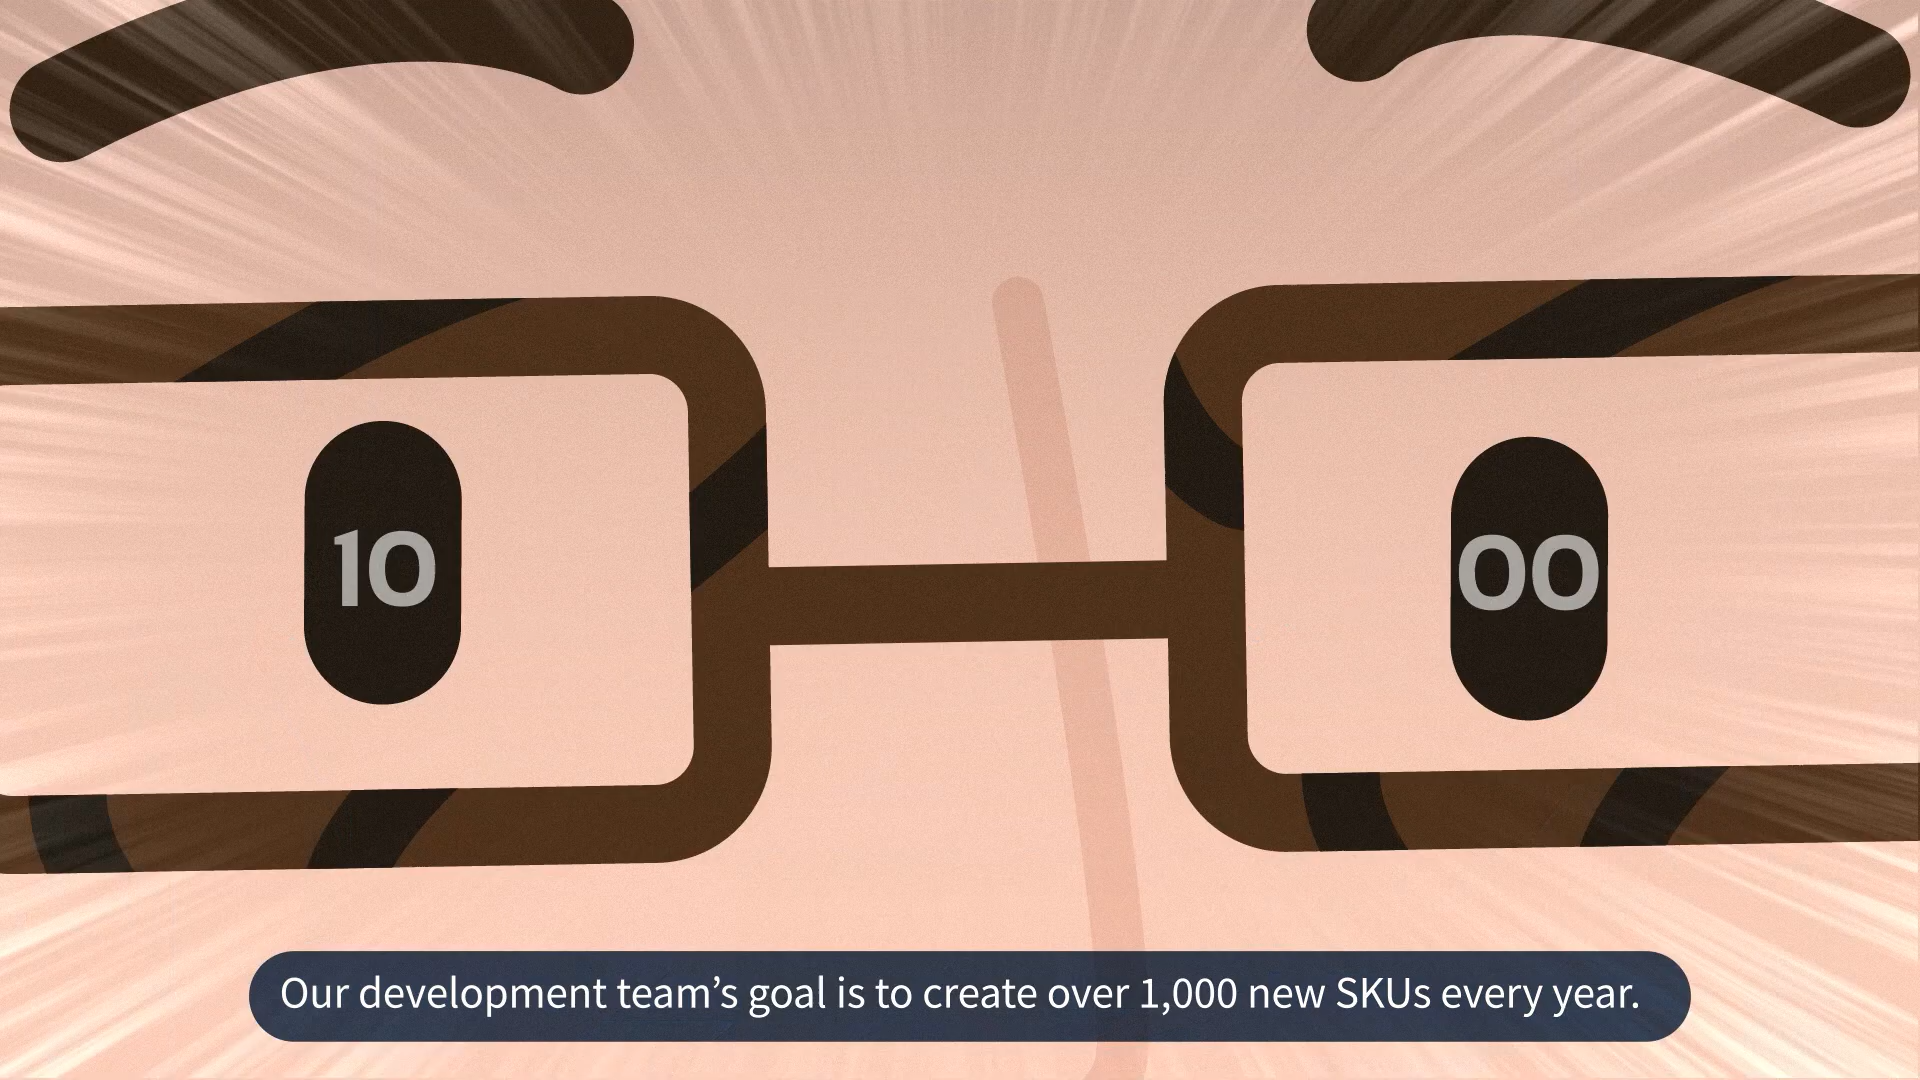 10 00
Our development team’s goal is to create over 1,000 new SKUs every year.